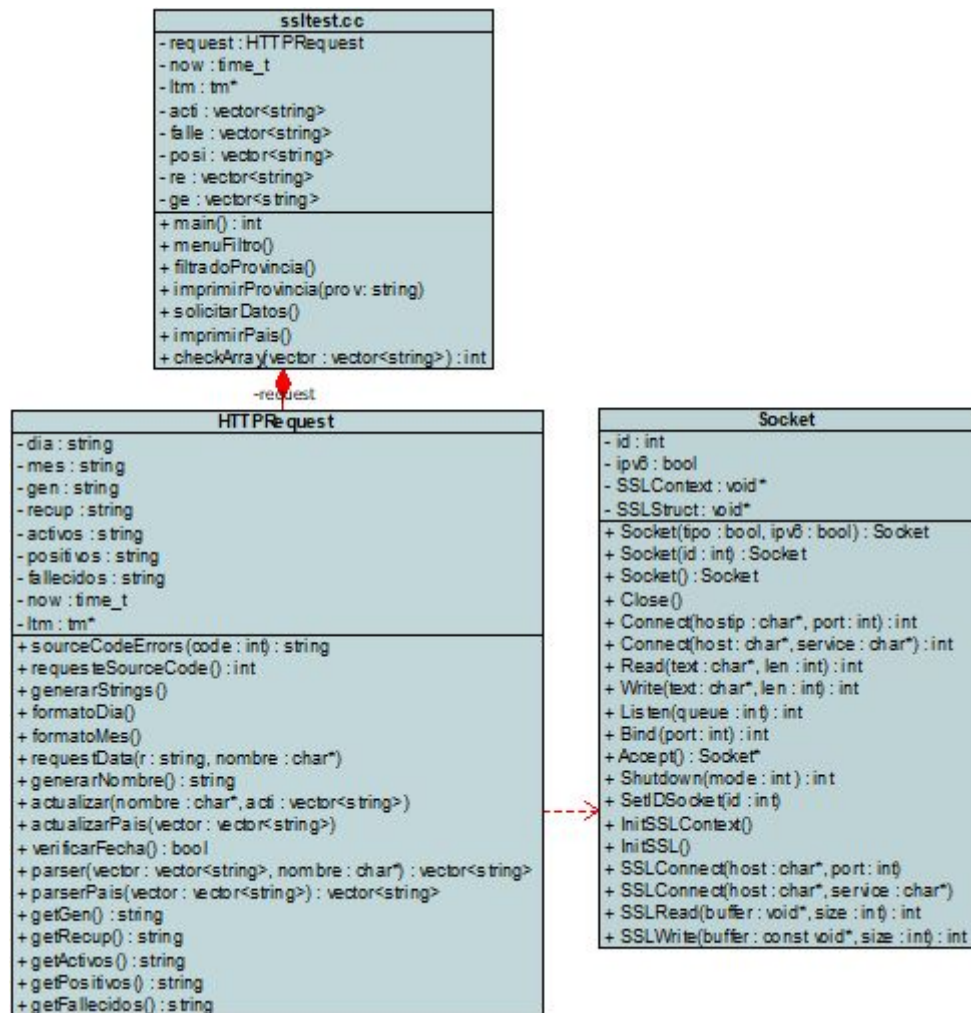 ssltest.cc
- request : HTTPRequest
- now : time_t
- ltm : tm*
- acti : vector<string>
- falle : vector<string>
- posi : vector<string>
- re : vector<string>
- ge : vector<string>
+ main() : int
+ menuFiltro()
+ filtradoProvincia()
+ imprimirProvincia(prov : string)
+ solicitarDatos()
+ imprimirPais()
+ checkArray(vector : vector<string>) : int
-request
HTTPRequest
- dia : string
- mes : string
- gen : string
- recup : string
- activos : string
- positivos : string
- fallecidos : string
- now : time_t
- ltm : tm*
+ sourceCodeErrors(code : int) : string
+ requesteSourceCode() : int
+ generarStrings()
+ formatoDia()
+ formatoMes()
+ requestData(r : string, nombre : char*)
+ generarNombre() : string
+ actualizar(nombre : char*, acti : vector<string>)
+ actualizarPais(vector : vector<string>)
+ verificarFecha() : bool
+ parser(vector : vector<string>, nombre : char*) : vector<string>
+ parserPais(vector : vector<string>) : vector<string>
+ getGen() : string
+ getRecup() : string
+ getActivos() : string
+ getPositivos() : string
+ getFallecidos() : string
Socket
- id : int
- ipv6 : bool
- SSLContext : void*
- SSLStruct : void*
+ Socket(tipo : bool, ipv6 : bool) : Socket
+ Socket(id : int) : Socket
+ Socket() : Socket
+ Close()
+ Connect(hostip : char*, port : int) : int
+ Connect(host : char*, service : char*) : int
+ Read(text : char*, len : int) : int
+ Write(text : char*, len : int) : int
+ Listen(queue : int) : int
+ Bind(port : int) : int
+ Accept() : Socket*
+ Shutdown(mode : int ) : int
+ SetIDSocket(id : int)
+ InitSSLContext()
+ InitSSL()
+ SSLConnect(host : char*, port : int)
+ SSLConnect(host : char*, service : char*)
+ SSLRead(buffer : void*, size : int) : int
+ SSLWrite(buffer : const void*, size : int) : int